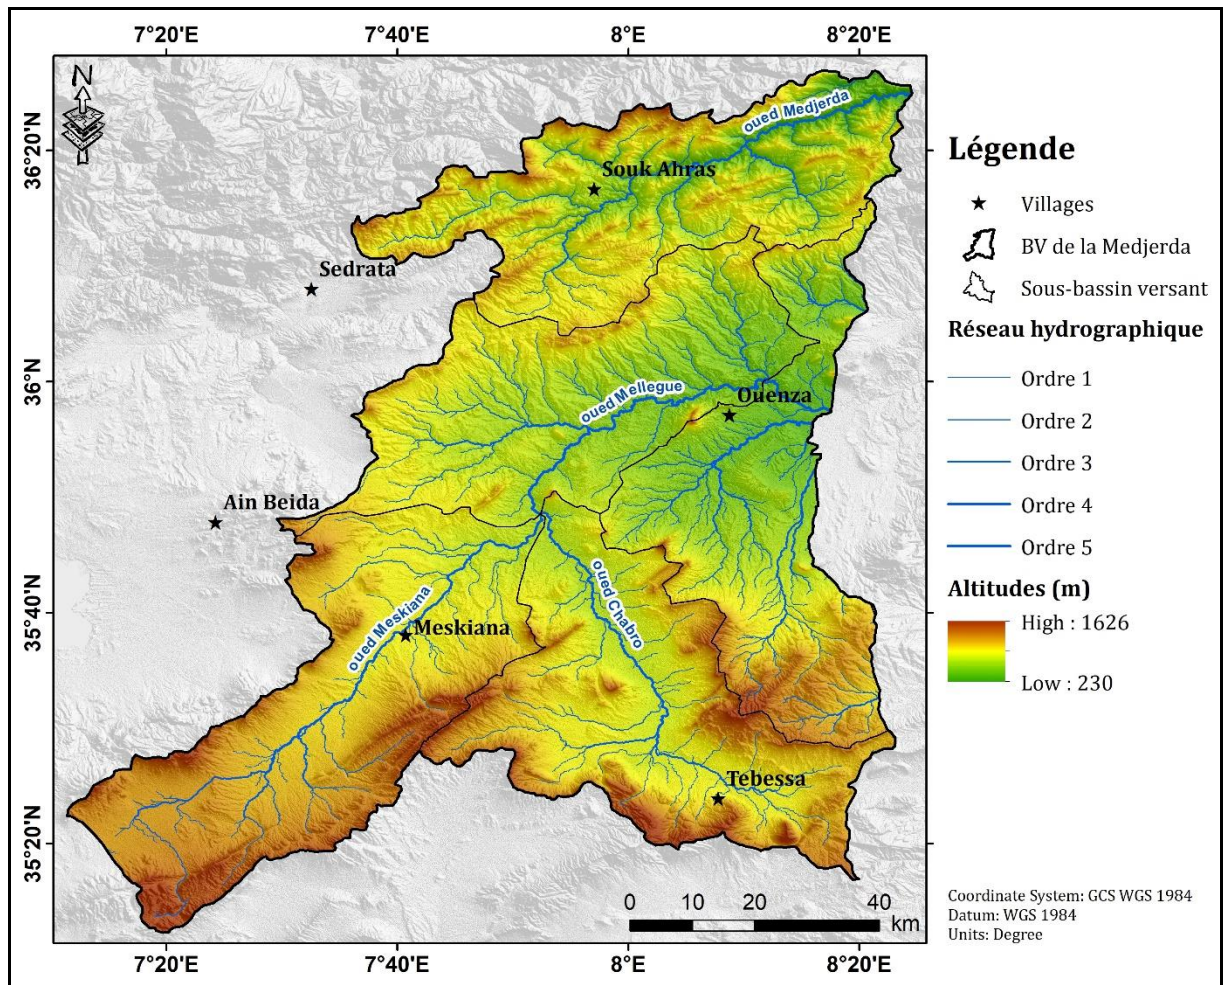 7°20'E 7°40'E 8°E 8°20'E
N
36°20'N
36°N
35°40'N
35°20'N
oued Medjerda
Souk Ahras
Sedrata
oued Mellegue
Ouenza
Ain Beida
oued Meskiana
Meskiana
oued Chabro
Tebessa
0 10 20 40
km
7°20'E 7°40'E 8°E 8°20'E
Légende
Villages
BV de la Medjerda
Sous-bassin versant
Réseau hydrographique
Ordre 1
Ordre 2
Ordre 3
Ordre 4
Ordre 5
Altitudes (m)
High : 1626
Low : 230
Coordinate System: GCS WGS 1984
Datum: WGS 1984
Units: Degree